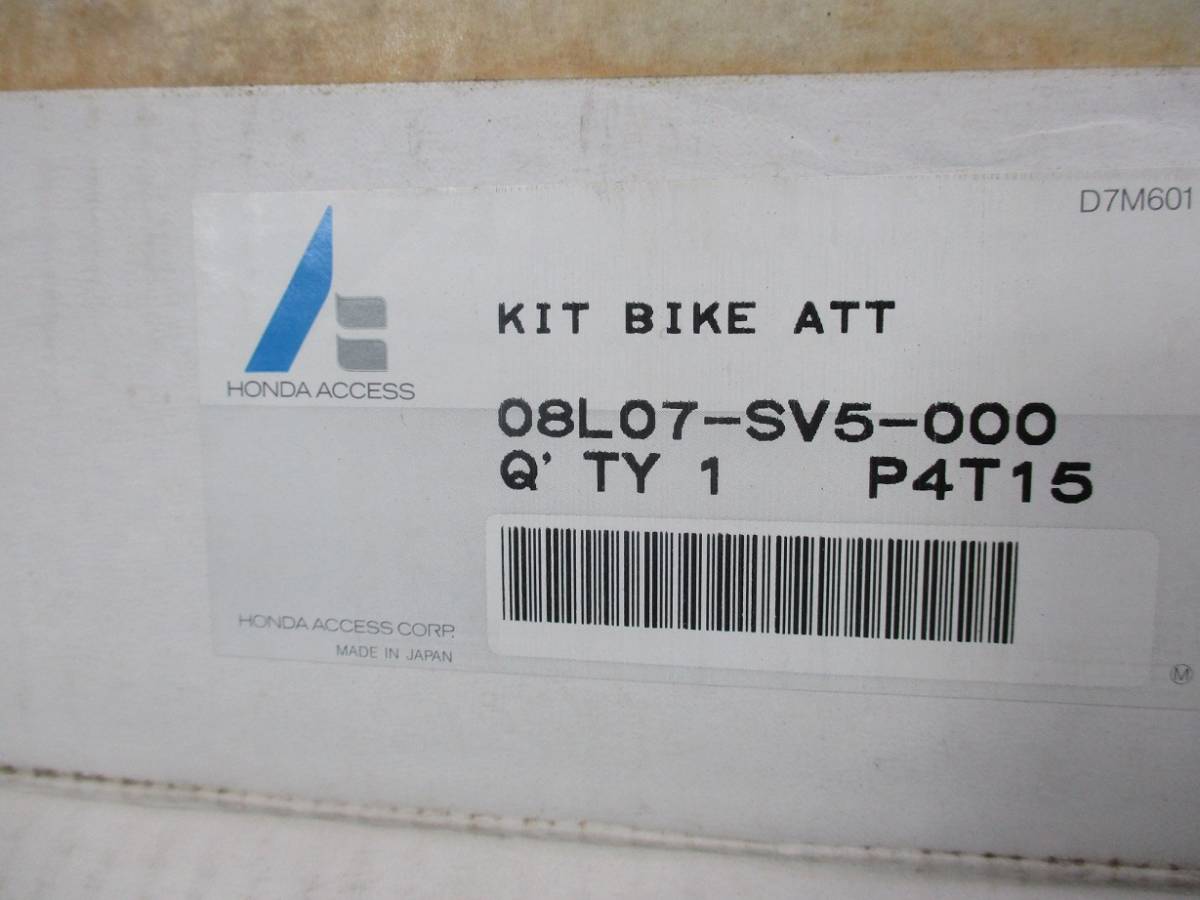 D7M601
KIT BIKE ATT
HONDA ACCESS
08L07-SV5-000
Q'TY 1 P4T15
HONDA ACCESS CORP.
MADE IN JAPAN
M